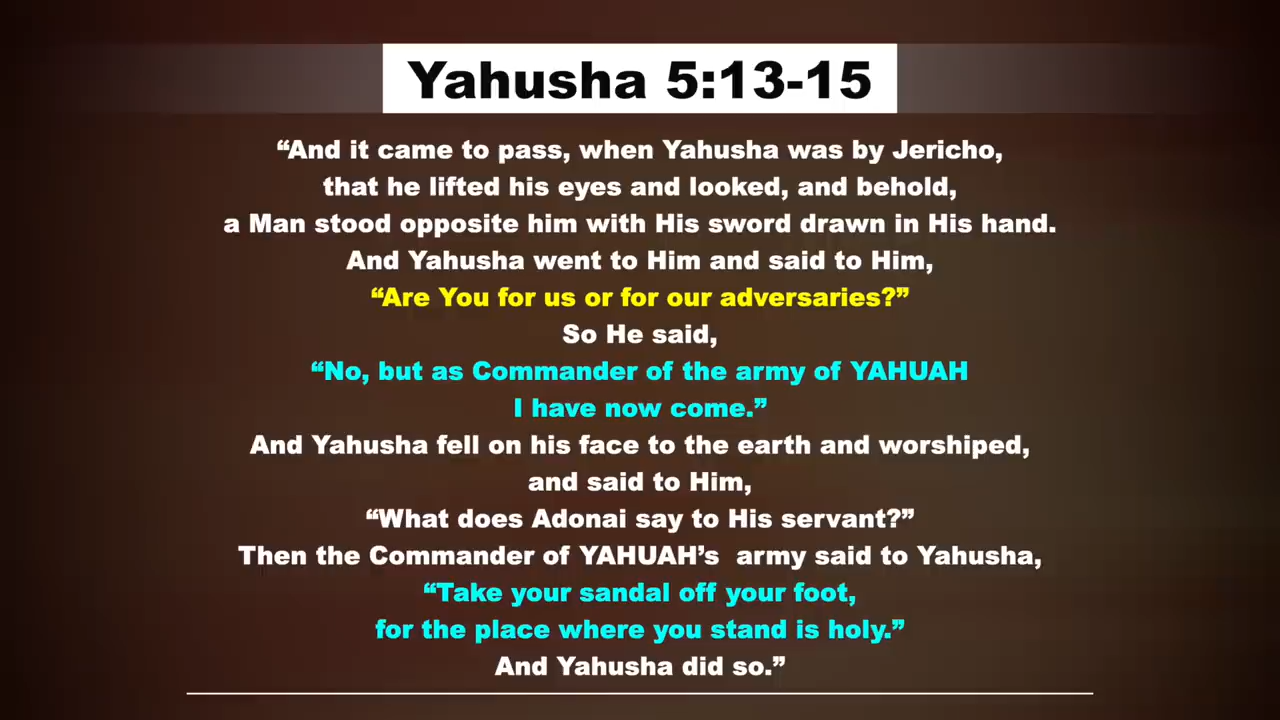 Yahusha 5:13-15
“And it came to pass, when Yahusha was by Jericho,
that he lifted his eyes and looked, and behold,
a Man stood opposite him with His sword drawn in His hand.
And Yahusha went to Him and said to Him,
“Are You for us or for our adversaries?”
So He said,
“No, but as Commander of the army of YAHUAH
I have now come.”
And Yahusha fell on his face to the earth and worshiped,
and said to Him,
“What does Adonai say to His servant?”
Then the Commander of YAHUAH’s  army said to Yahusha,
“Take your sandal off your foot,
for the place where you stand is holy.”
And Yahusha did so.”